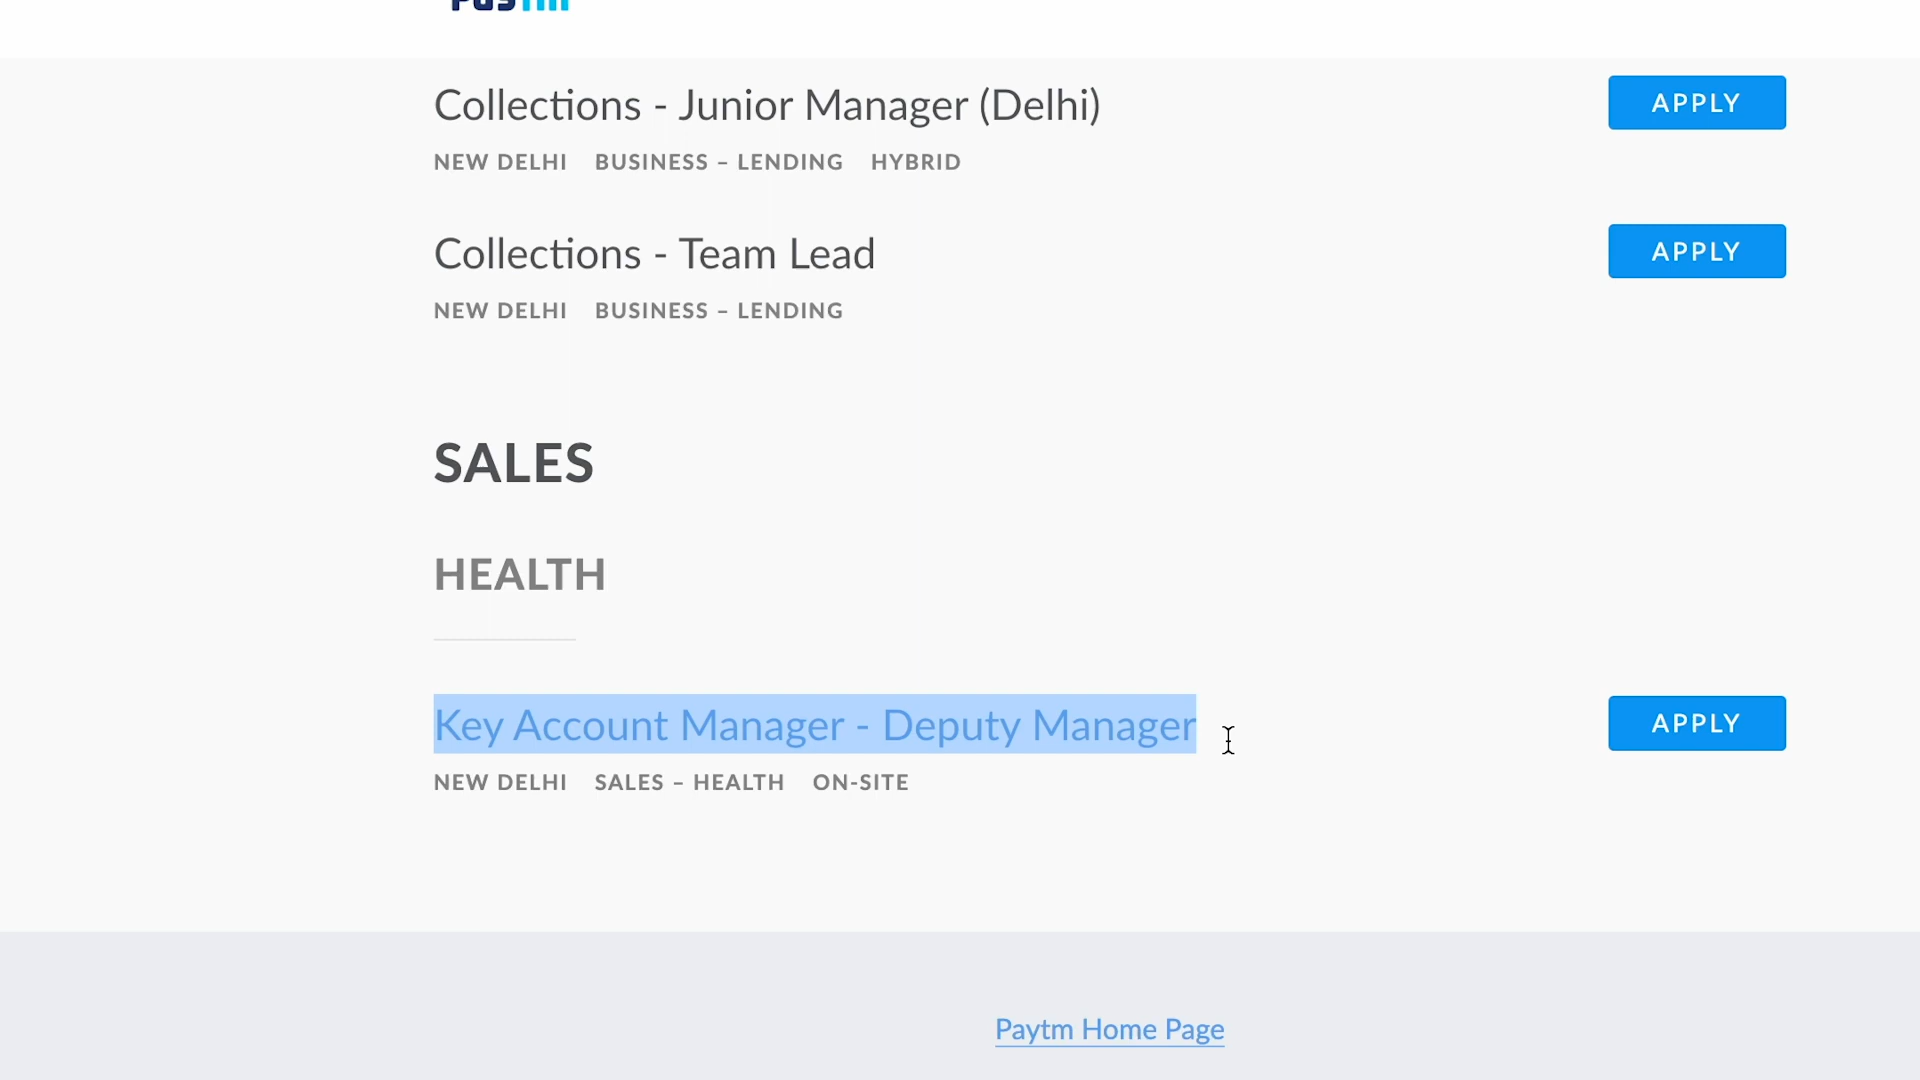 Paytm
Collections - Junior Manager (Delhi)
APPLY
NEW DELHI BUSINESS – LENDING HYBRID
Collections - Team Lead
APPLY
NEW DELHI BUSINESS – LENDING
SALES
HEALTH
Key Account Manager - Deputy Manager
APPLY
NEW DELHI SALES – HEALTH ON-SITE
Paytm Home Page